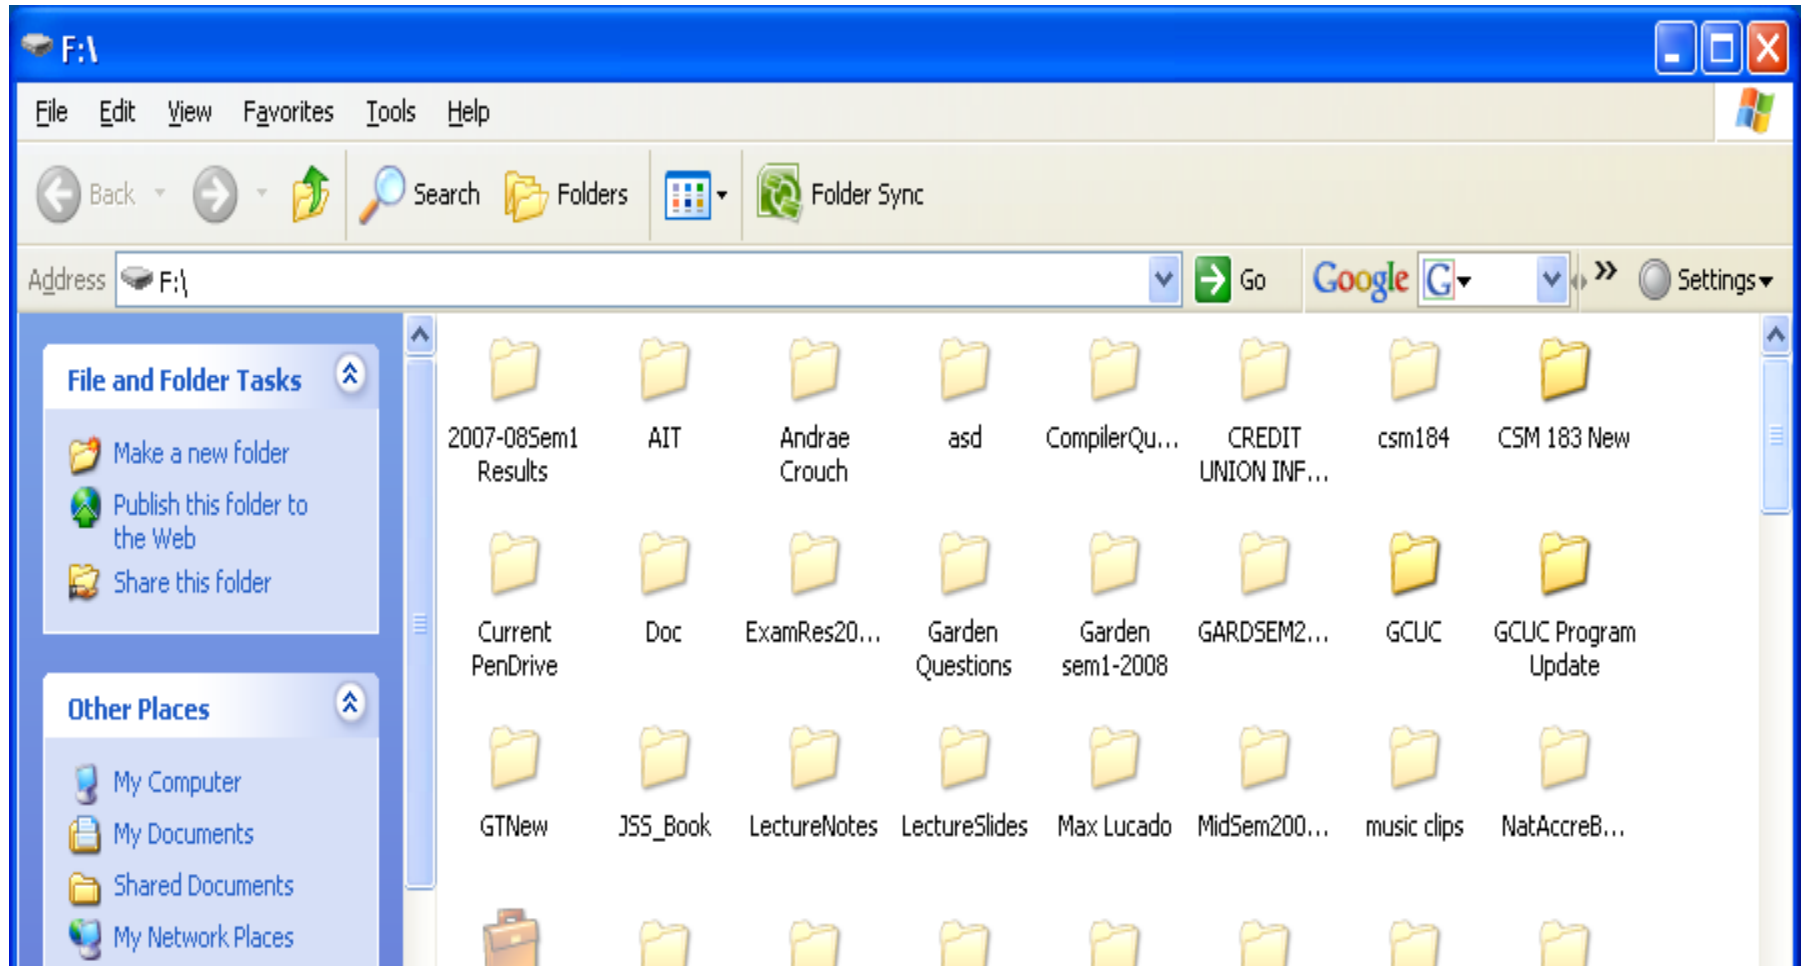 F:\
File Edit View Favorites Tools Help
Back Search Folders Folder Sync
Address F:\ Go Google G Settings
File and Folder Tasks
Make a new folder
Publish this folder to
the Web
Share this folder
Other Places
My Computer
My Documents
Shared Documents
My Network Places
2007-08Sem1
Results
AIT
Andrae
Crouch
asd
CompilerQu...
CREDIT
UNION INF...
csm184
CSM 183 New
Current
PenDrive
Doc
ExamRes20...
Garden
Questions
Garden
sem1-2008
GARDSEM2...
GCUC
GCUC Program
Update
GTNew
JSS_Book
LectureNotes
LectureSlides
Max Lucado
MidSem200...
music clips
NatAccreB...